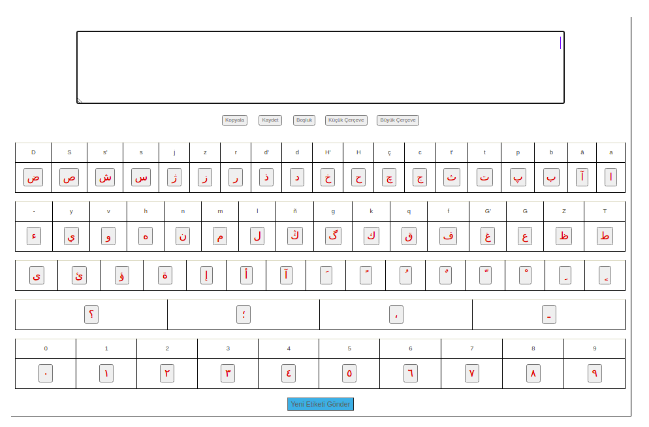 Kopyala Kaydet Boşluk Küçük Çerçeve Büyük Çerçeve
D S s' s j z r d' d H' H ç c t' t p b â a
ض ص ش س ژ ز ر ذ د خ ح چ ج ث ت پ ب آ ا
- y v h n m l ñ g k q f G' G Z T
ء ي و ه ن م ل ڭ گ ك ق ف غ ع ظ ط
ى ئ ؤ ة إ أ آ
؟ ؛ ، ـ
0 1 2 3 4 5 6 7 8 9
٠ ١ ٢ ٣ ٤ ٥ ٦ ٧ ٨ ٩
Yeni Etiketi Gönder